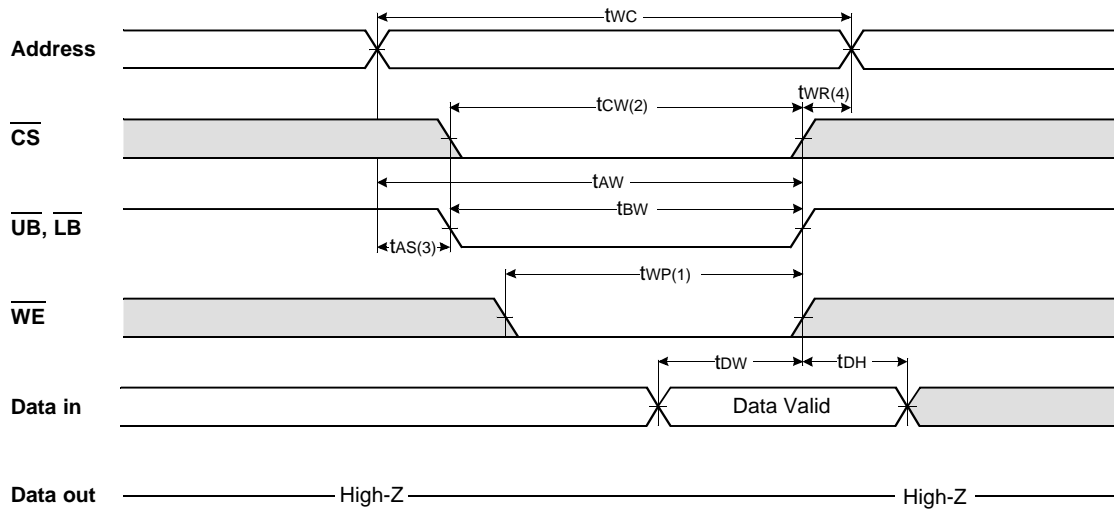 tWC
Address
tCW(2)
tWR(4)
CS
tAW
tBW
UB, LB
tAS(3)
tWP(1)
WE
tDW
tDH
Data in
Data Valid
Data out
High-Z
High-Z